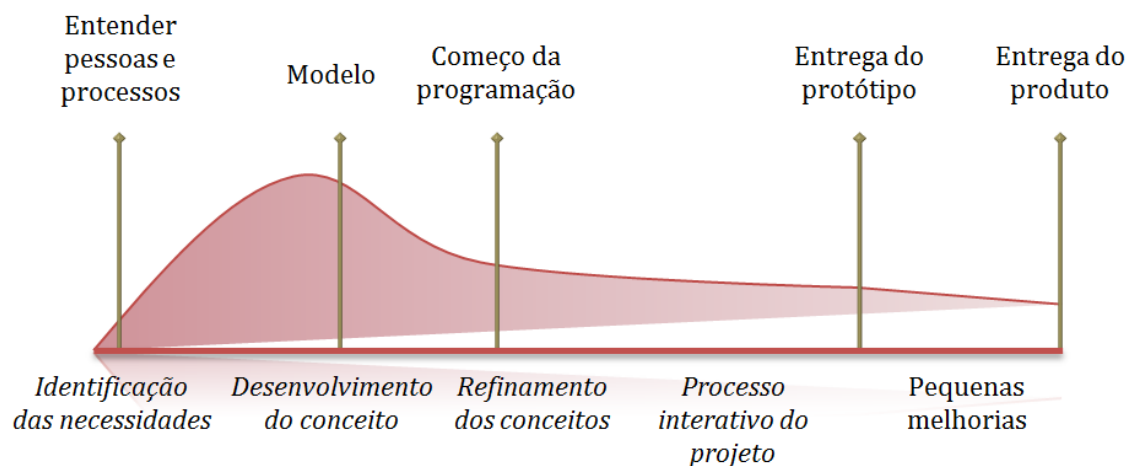 Entender
pessoas e
processos
Modelo
Começo da
programação
Entrega do
protótipo
Entrega do
produto
Identificação
das necessidades
Desenvolvimento
do conceito
Refinamento
dos conceitos
Processo
interativo do
projeto
Pequenas
melhorias